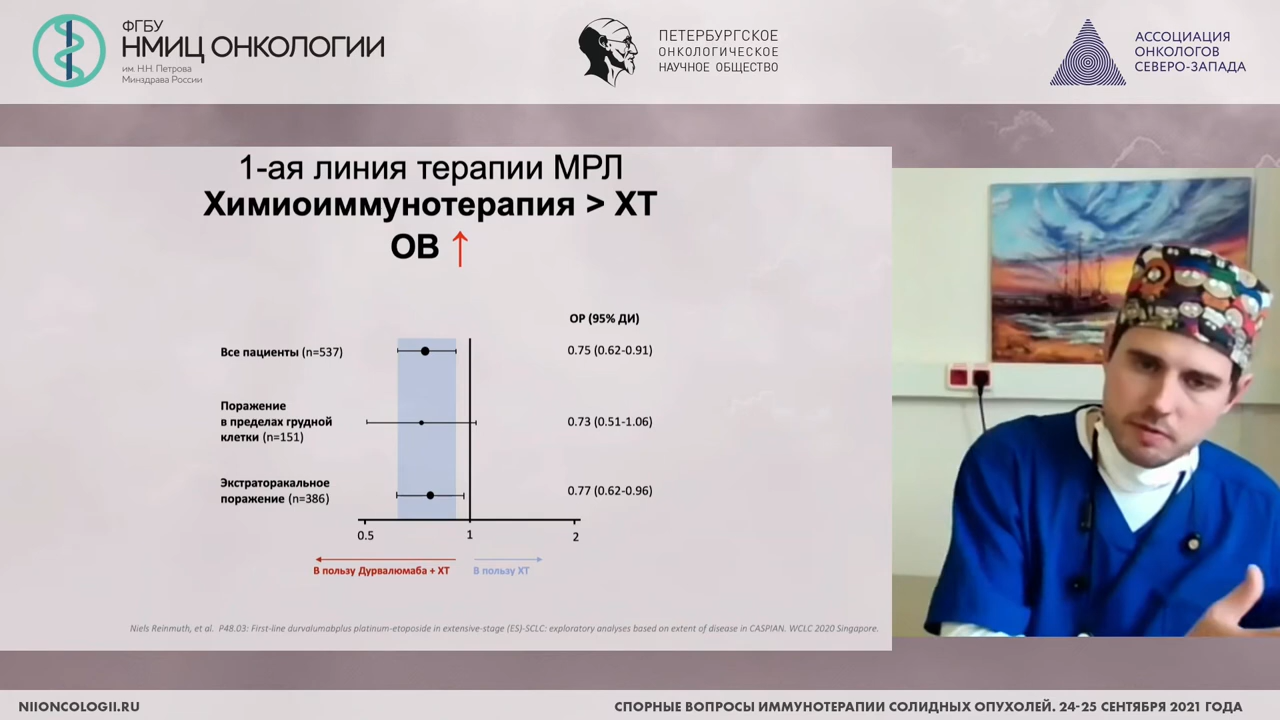 ФГБУ
НМИЦ ОНКОЛОГИИ
им. Н.Н. Петрова
Минздрава России
ПЕТЕРБУРГСКОЕ
ОНКОЛОГИЧЕСКОЕ
НАУЧНОЕ ОБЩЕСТВО
АССОЦИАЦИЯ
ОНКОЛОГОВ
СЕВЕРО-ЗАПАДА
1-ая линия терапии МРЛ
Химиоиммунотерапия > ХТ
ОВ ↑
ОР (95% ДИ)
Все пациенты (n=537)
0.75 (0.62-0.91)
Поражение
в пределах грудной
клетки (n=151)
0.73 (0.51-1.06)
Экстраторакальное
поражение (n=386)
0.77 (0.62-0.96)
0.5 1 2
В пользу Дурвалюмаба + ХТ В пользу ХТ
Niels Reinmuth, et al. P48.03: First-line durvalumabplus platinum-etoposide in extensive-stage (ES)-SCLC: exploratory analyses based on extent of disease in CASPIAN. WCLC 2020 Singapore.
NIIONCOLOGII.RU
СПОРНЫЕ ВОПРОСЫ ИММУНОТЕРАПИИ СОЛИДНЫХ ОПУХОЛЕЙ. 24-25 СЕНТЯБРЯ 2021 ГОДА